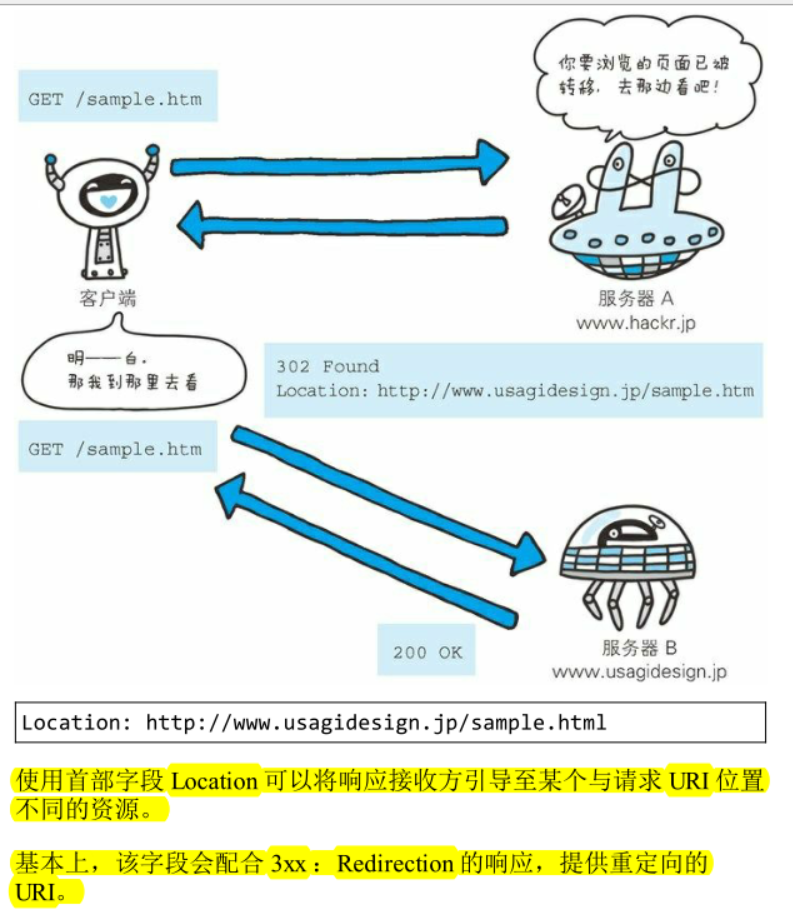 你要浏览的页面已被
转移，去那边看吧！
GET /sample.htm
客户端
服务器 A
www.hackr.jp
明——白，
那我到那里去看
302 Found
Location: http://www.usagidesign.jp/sample.htm
GET /sample.htm
200 OK
服务器 B
www.usagidesign.jp
Location: http://www.usagidesign.jp/sample.html
使用首部字段 Location 可以将响应接收方引导至某个与请求 URI 位置
不同的资源。
基本上，该字段会配合 3xx ：Redirection 的响应，提供重定向的
URI。